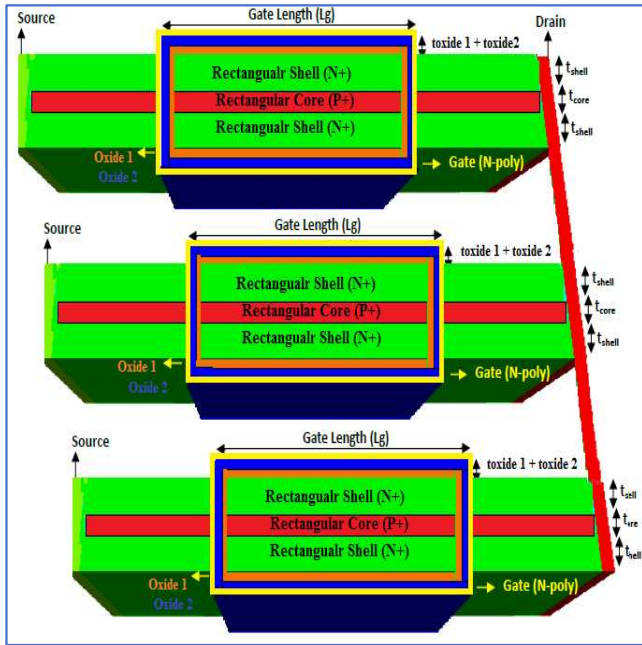 Source
Gate Length (Lg)
Drain
toxide 1 + toxide2
Rectangualr Shell (N+)
tshell
Rectangular Core (P+)
tcore
Rectangualr Shell (N+)
tshell
Oxide 1
Gate (N-poly)
Oxide 2
Source
Gate Length (Lg)
toxide 1 + toxide 2
Rectangualr Shell (N+)
tshell
Rectangular Core (P+)
tcore
Rectangualr Shell (N+)
tshell
Oxide 1
Gate (N-poly)
Oxide 2
Source
Gate Length (Lg)
toxide 1 + toxide 2
Rectangualr Shell (N+)
tsell
Rectangular Core (P+)
Rectangualr Shell (N+)
thell
Oxide 1
Gate (N-poly)
Oxide 2